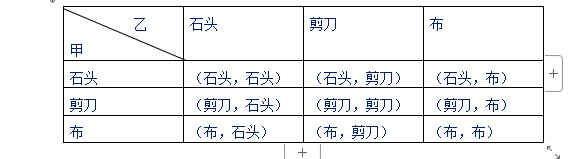 乙 石头 剪刀 布
甲
石头 （石头，石头） （石头，剪刀） （石头，布）
剪刀 （剪刀，石头） （剪刀，剪刀） （剪刀，布）
布 （布，石头） （布，剪刀） （布，布）